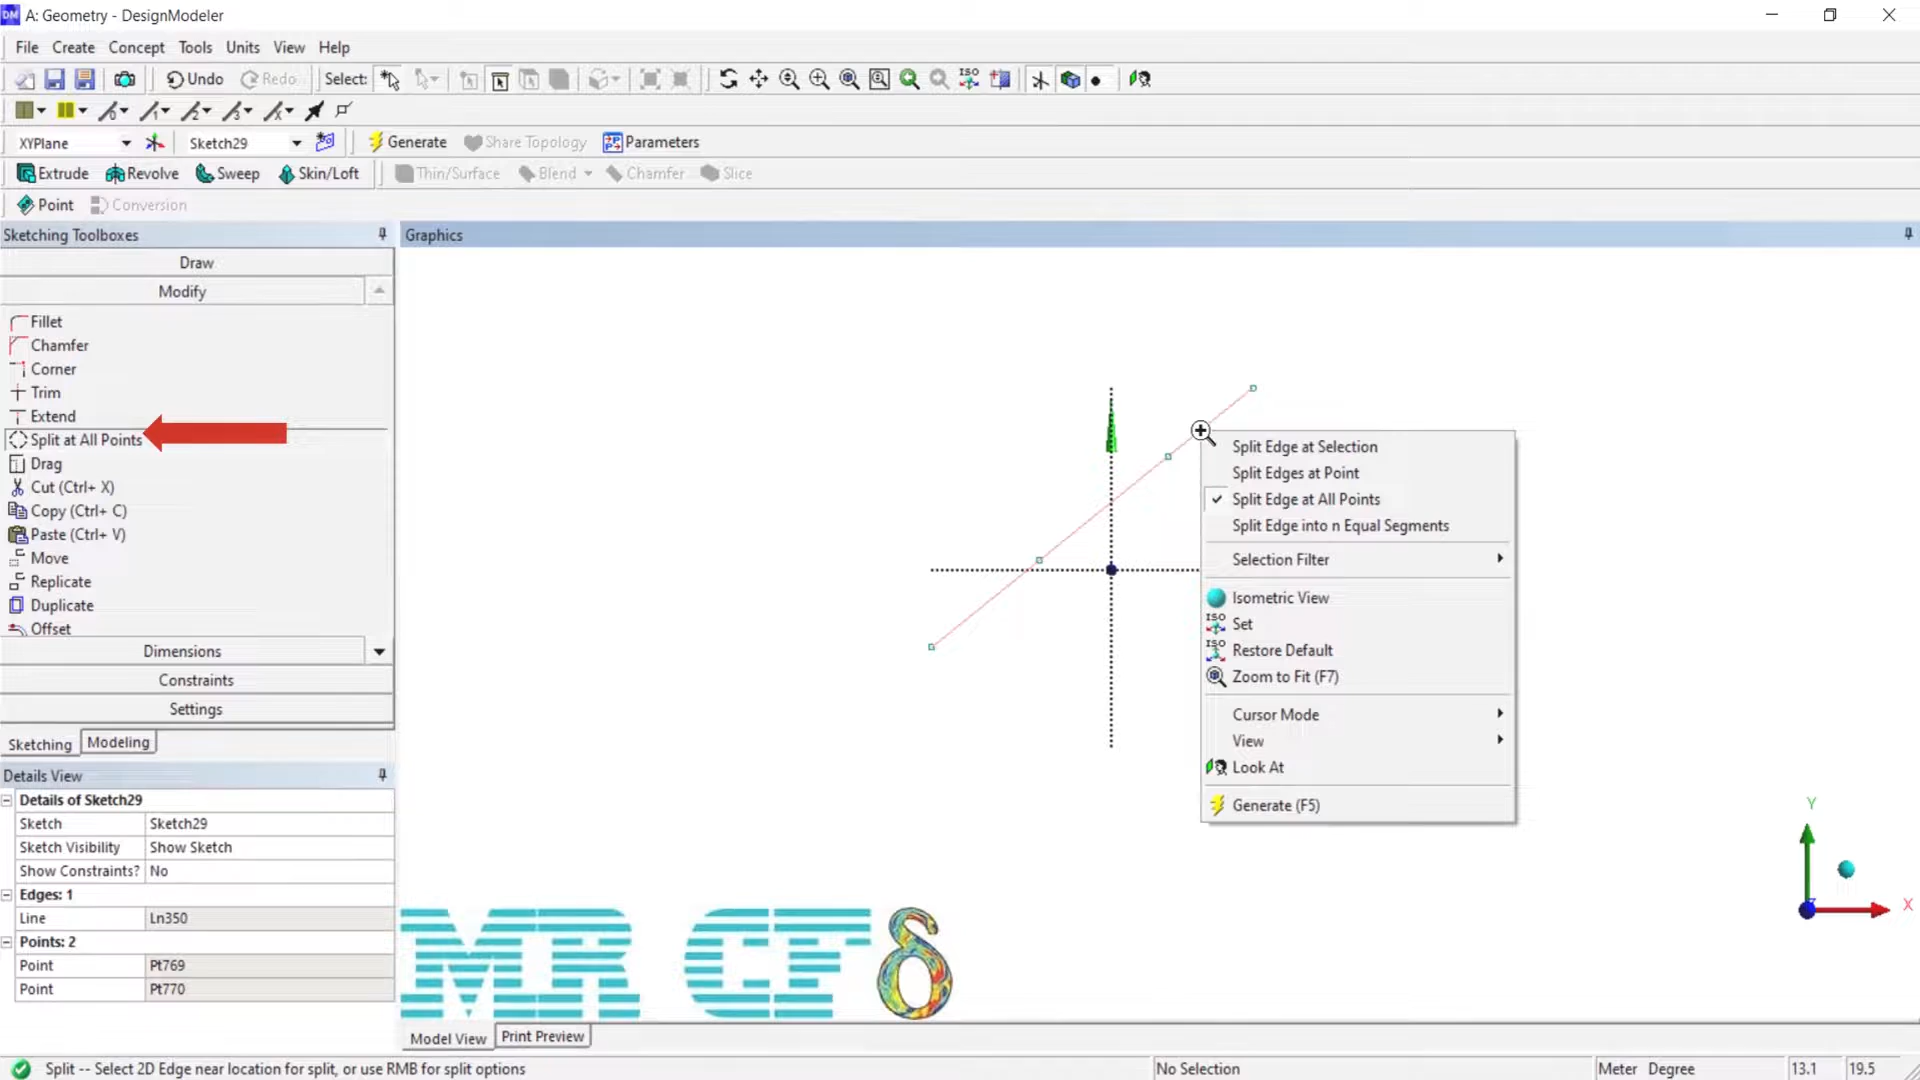 A: Geometry - DesignModeler
File Create Concept Tools Units View Help
Undo Redo Select: ISO
XYPlane Sketch29 Generate Share Topology Parameters
Extrude Revolve Sweep Skin/Loft Thin/Surface Blend Chamfer Slice
Point Conversion
Sketching Toolboxes
Draw
Modify
Fillet
Chamfer
Corner
Trim
Extend
Split at All Points
Drag
Cut (Ctrl+ X)
Copy (Ctrl+ C)
Paste (Ctrl+ V)
Move
Replicate
Duplicate
Offset
Dimensions
Constraints
Settings
Sketching Modeling
Details View
Details of Sketch29
Sketch Sketch29
Sketch Visibility Show Sketch
Show Constraints? No
Edges: 1
Line Ln350
Points: 2
Point Pt769
Point Pt770
Graphics
Split Edge at Selection
Split Edges at Point
Split Edge at All Points
Split Edge into n Equal Segments
Selection Filter
Isometric View
ISO Set
ISO Restore Default
Zoom to Fit (F7)
Cursor Mode
View
Look At
Generate (F5)
Y
X
MR CFδ
Model View Print Preview
Split -- Select 2D Edge near location for split, or use RMB for split options
No Selection
Meter Degree 13.1 19.5